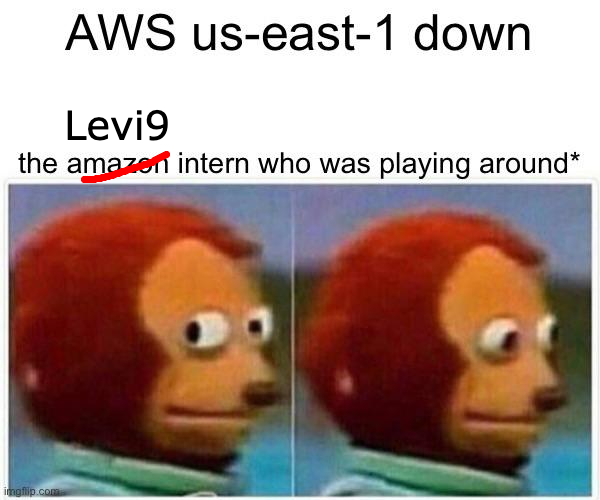 AWS us-east-1 down
Levi9
the amazon intern who was playing around*
imgflip.com